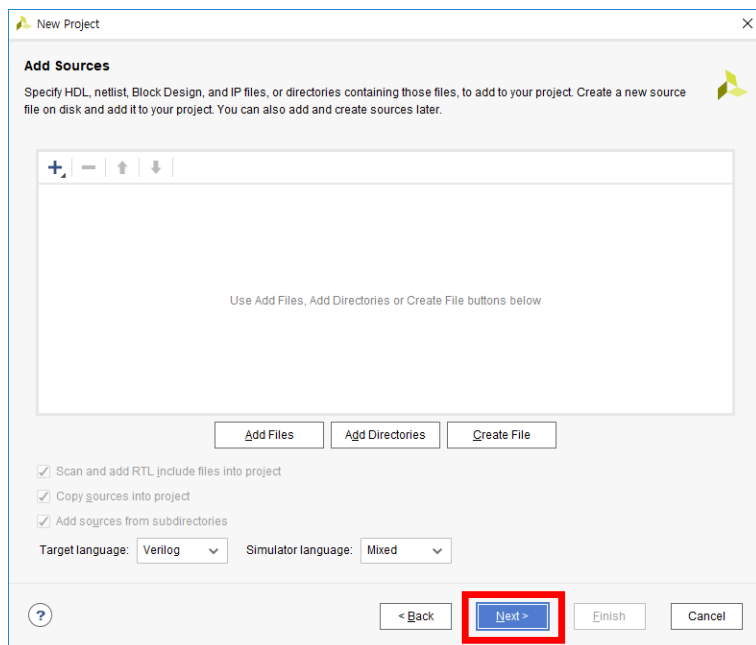 New Project
Add Sources
Specify HDL, netlist, Block Design, and IP files, or directories containing those files, to add to your project. Create a new source
file on disk and add it to your project. You can also add and create sources later.
Use Add Files, Add Directories or Create File buttons below
Add Files Add Directories Create File
Scan and add RTL include files into project
Copy sources into project
Add sources from subdirectories
Target language: Verilog Simulator language: Mixed
? < Back Next > Finish Cancel